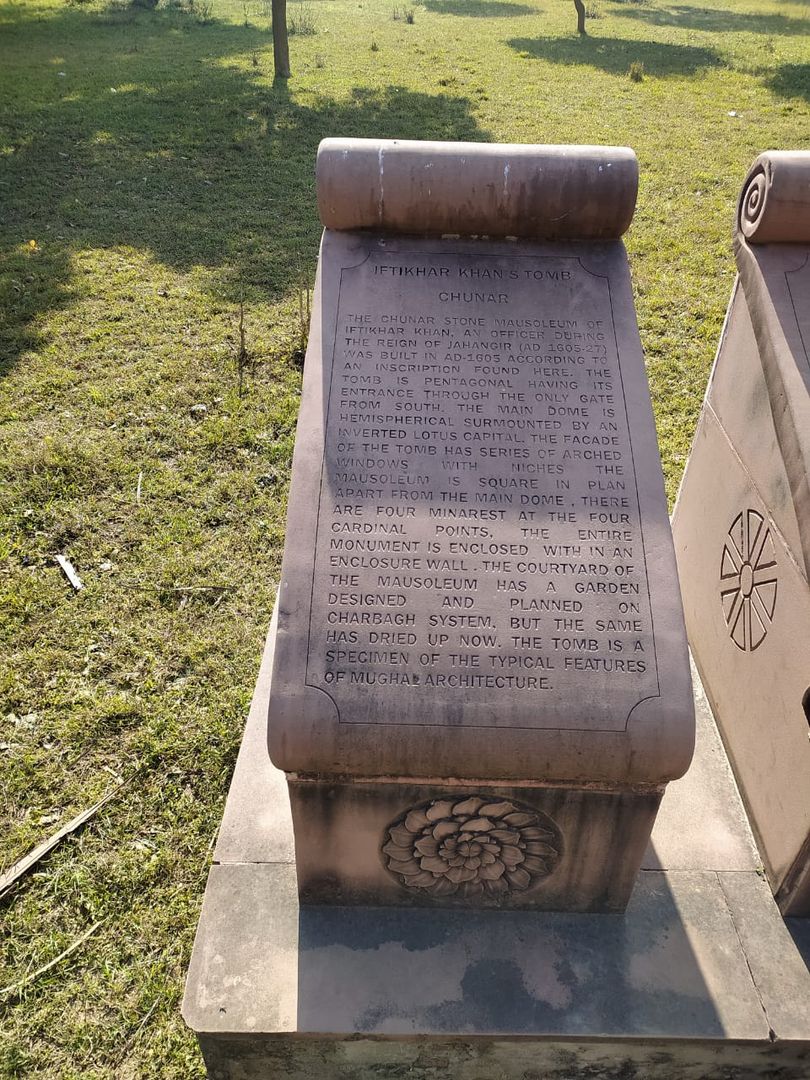 IFTIKHAR KHAN'S TOMB
CHUNAR
THE CHUNAR STONE MAUSOLEUM OF
IFTIKHAR KHAN, AN OFFICER DURING
THE REIGN OF JAHANGIR (AD 1605-27)
WAS BUILT IN AD-1605 ACCORDING TO
AN INSCRIPTION FOUND HERE. THE
TOMB IS PENTAGONAL HAVING ITS
ENTRANCE THROUGH THE ONLY GATE
FROM SOUTH. THE MAIN DOME IS
HEMISPHERICAL SURMOUNTED BY AN
INVERTED LOTUS CAPITAL. THE FACADE
OF THE TOMB HAS SERIES OF ARCHED
WINDOWS WITH NICHES THE
MAUSOLEUM IS SQUARE IN PLAN
APART FROM THE MAIN DOME , THERE
ARE FOUR MINAREST AT THE FOUR
CARDINAL POINTS, THE ENTIRE
MONUMENT IS ENCLOSED WITH IN AN
ENCLOSURE WALL . THE COURTYARD OF
THE MAUSOLEUM HAS A GARDEN
DESIGNED AND PLANNED ON
CHARBAGH SYSTEM, BUT THE SAME
HAS DRIED UP NOW. THE TOMB IS A
SPECIMEN OF THE TYPICAL FEATURES
OF MUGHAL ARCHITECTURE.